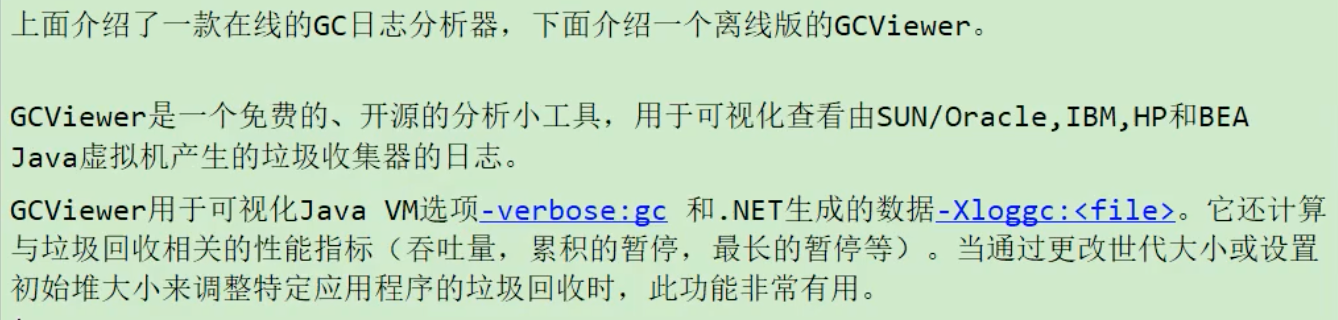 上面介绍了一款在线的GC日志分析器，下面介绍一个离线版的GCViewer。
GCViewer是一个免费的、开源的分析小工具，用于可视化查看由SUN/Oracle,IBM,HP和BEA
Java虚拟机产生的垃圾收集器的日志。
GCViewer用于可视化Java VM选项-verbose:gc 和.NET生成的数据-Xloggc:<file>。它还计算
与垃圾回收相关的性能指标（吞吐量，累积的暂停，最长的暂停等）。当通过更改世代大小或设置
初始堆大小来调整特定应用程序的垃圾回收时，此功能非常有用。